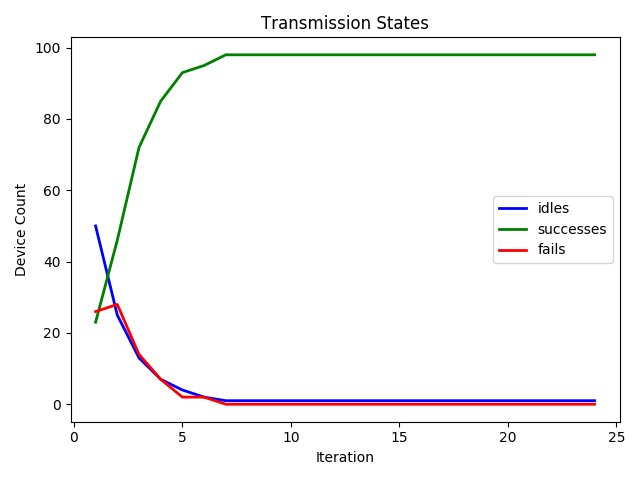 Transmission States
Device Count
100
80
60
40
20
0
idles
successes
fails
0 5 10 15 20 25
Iteration